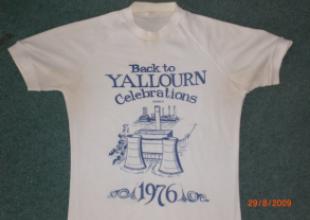 Back to
YALLOURN
Celebrations
1976
29/8/2009